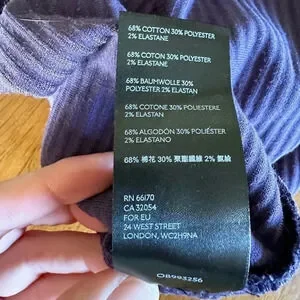 68% COTTON 30% POLYESTER
2% ELASTANE
68% COTON 30% POLYESTER
2% ELASTANE
68% BAUMWOLLE 30%
POLYESTER 2% ELASTAN
68% COTONE 30% POLIESTERE
2% ELASTAN
68% ALGODÓN 30% POLIÉSTER
2% ELASTANO
68% 棉花 30% 聚酯纖維 2% 氨綸
RN 66170
CA 32054
FOR EU
24 WEST STREET
LONDON, WC2H9NA
08993256